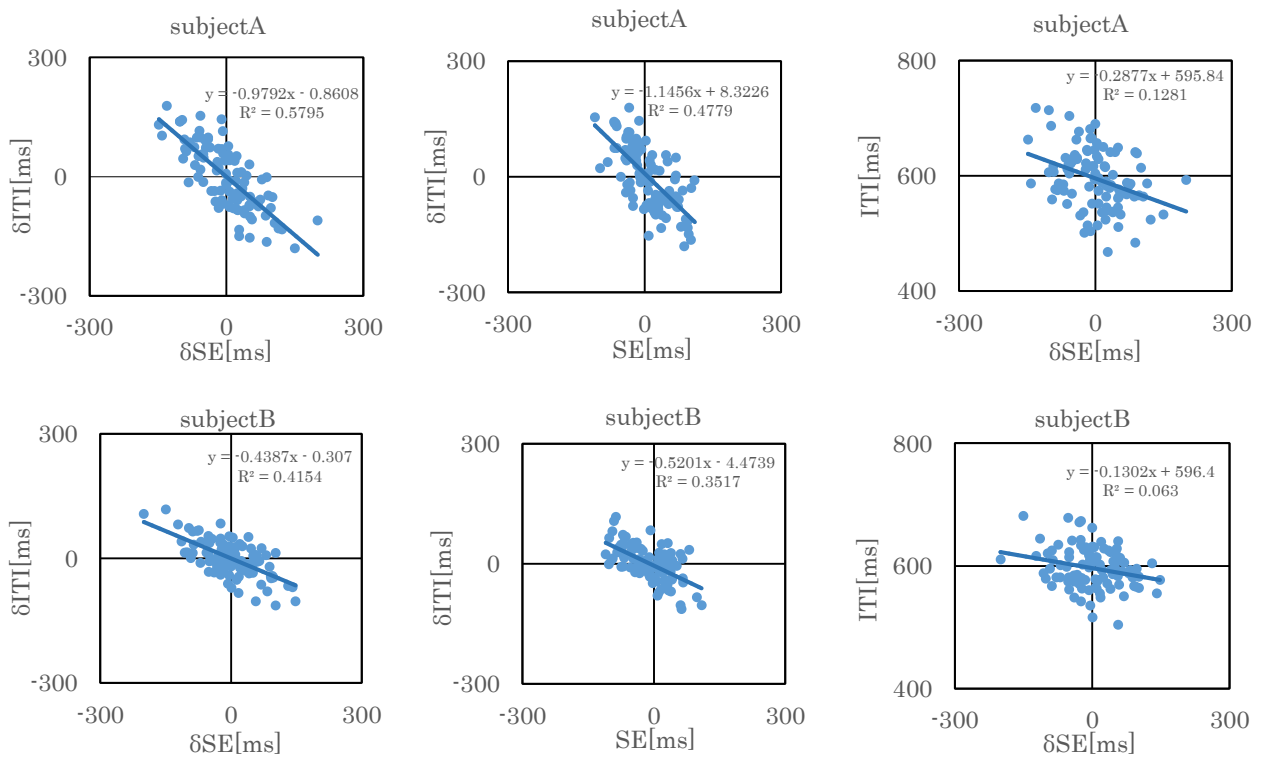 subjectA
300
y = -0.9792x - 0.8608
R² = 0.5795
δITI[ms]
0
-300
-300 0 300
δSE[ms]
subjectA
300
y = -1.1456x + 8.3226
R² = 0.4779
δITI[ms]
0
-300
-300 0 300
SE[ms]
subjectA
800
y = -0.2877x + 595.84
R² = 0.1281
ITI[ms]
600
400
-300 0 300
δSE[ms]
subjectB
300
y = -0.4387x - 0.307
R² = 0.4154
δITI[ms]
0
-300
-300 0 300
δSE[ms]
subjectB
300
y = -0.5201x - 4.4739
R² = 0.3517
δITI[ms]
0
-300
-300 0 300
SE[ms]
subjectB
800
y = -0.1302x + 596.4
R² = 0.063
ITI[ms]
600
400
-300 0 300
δSE[ms]